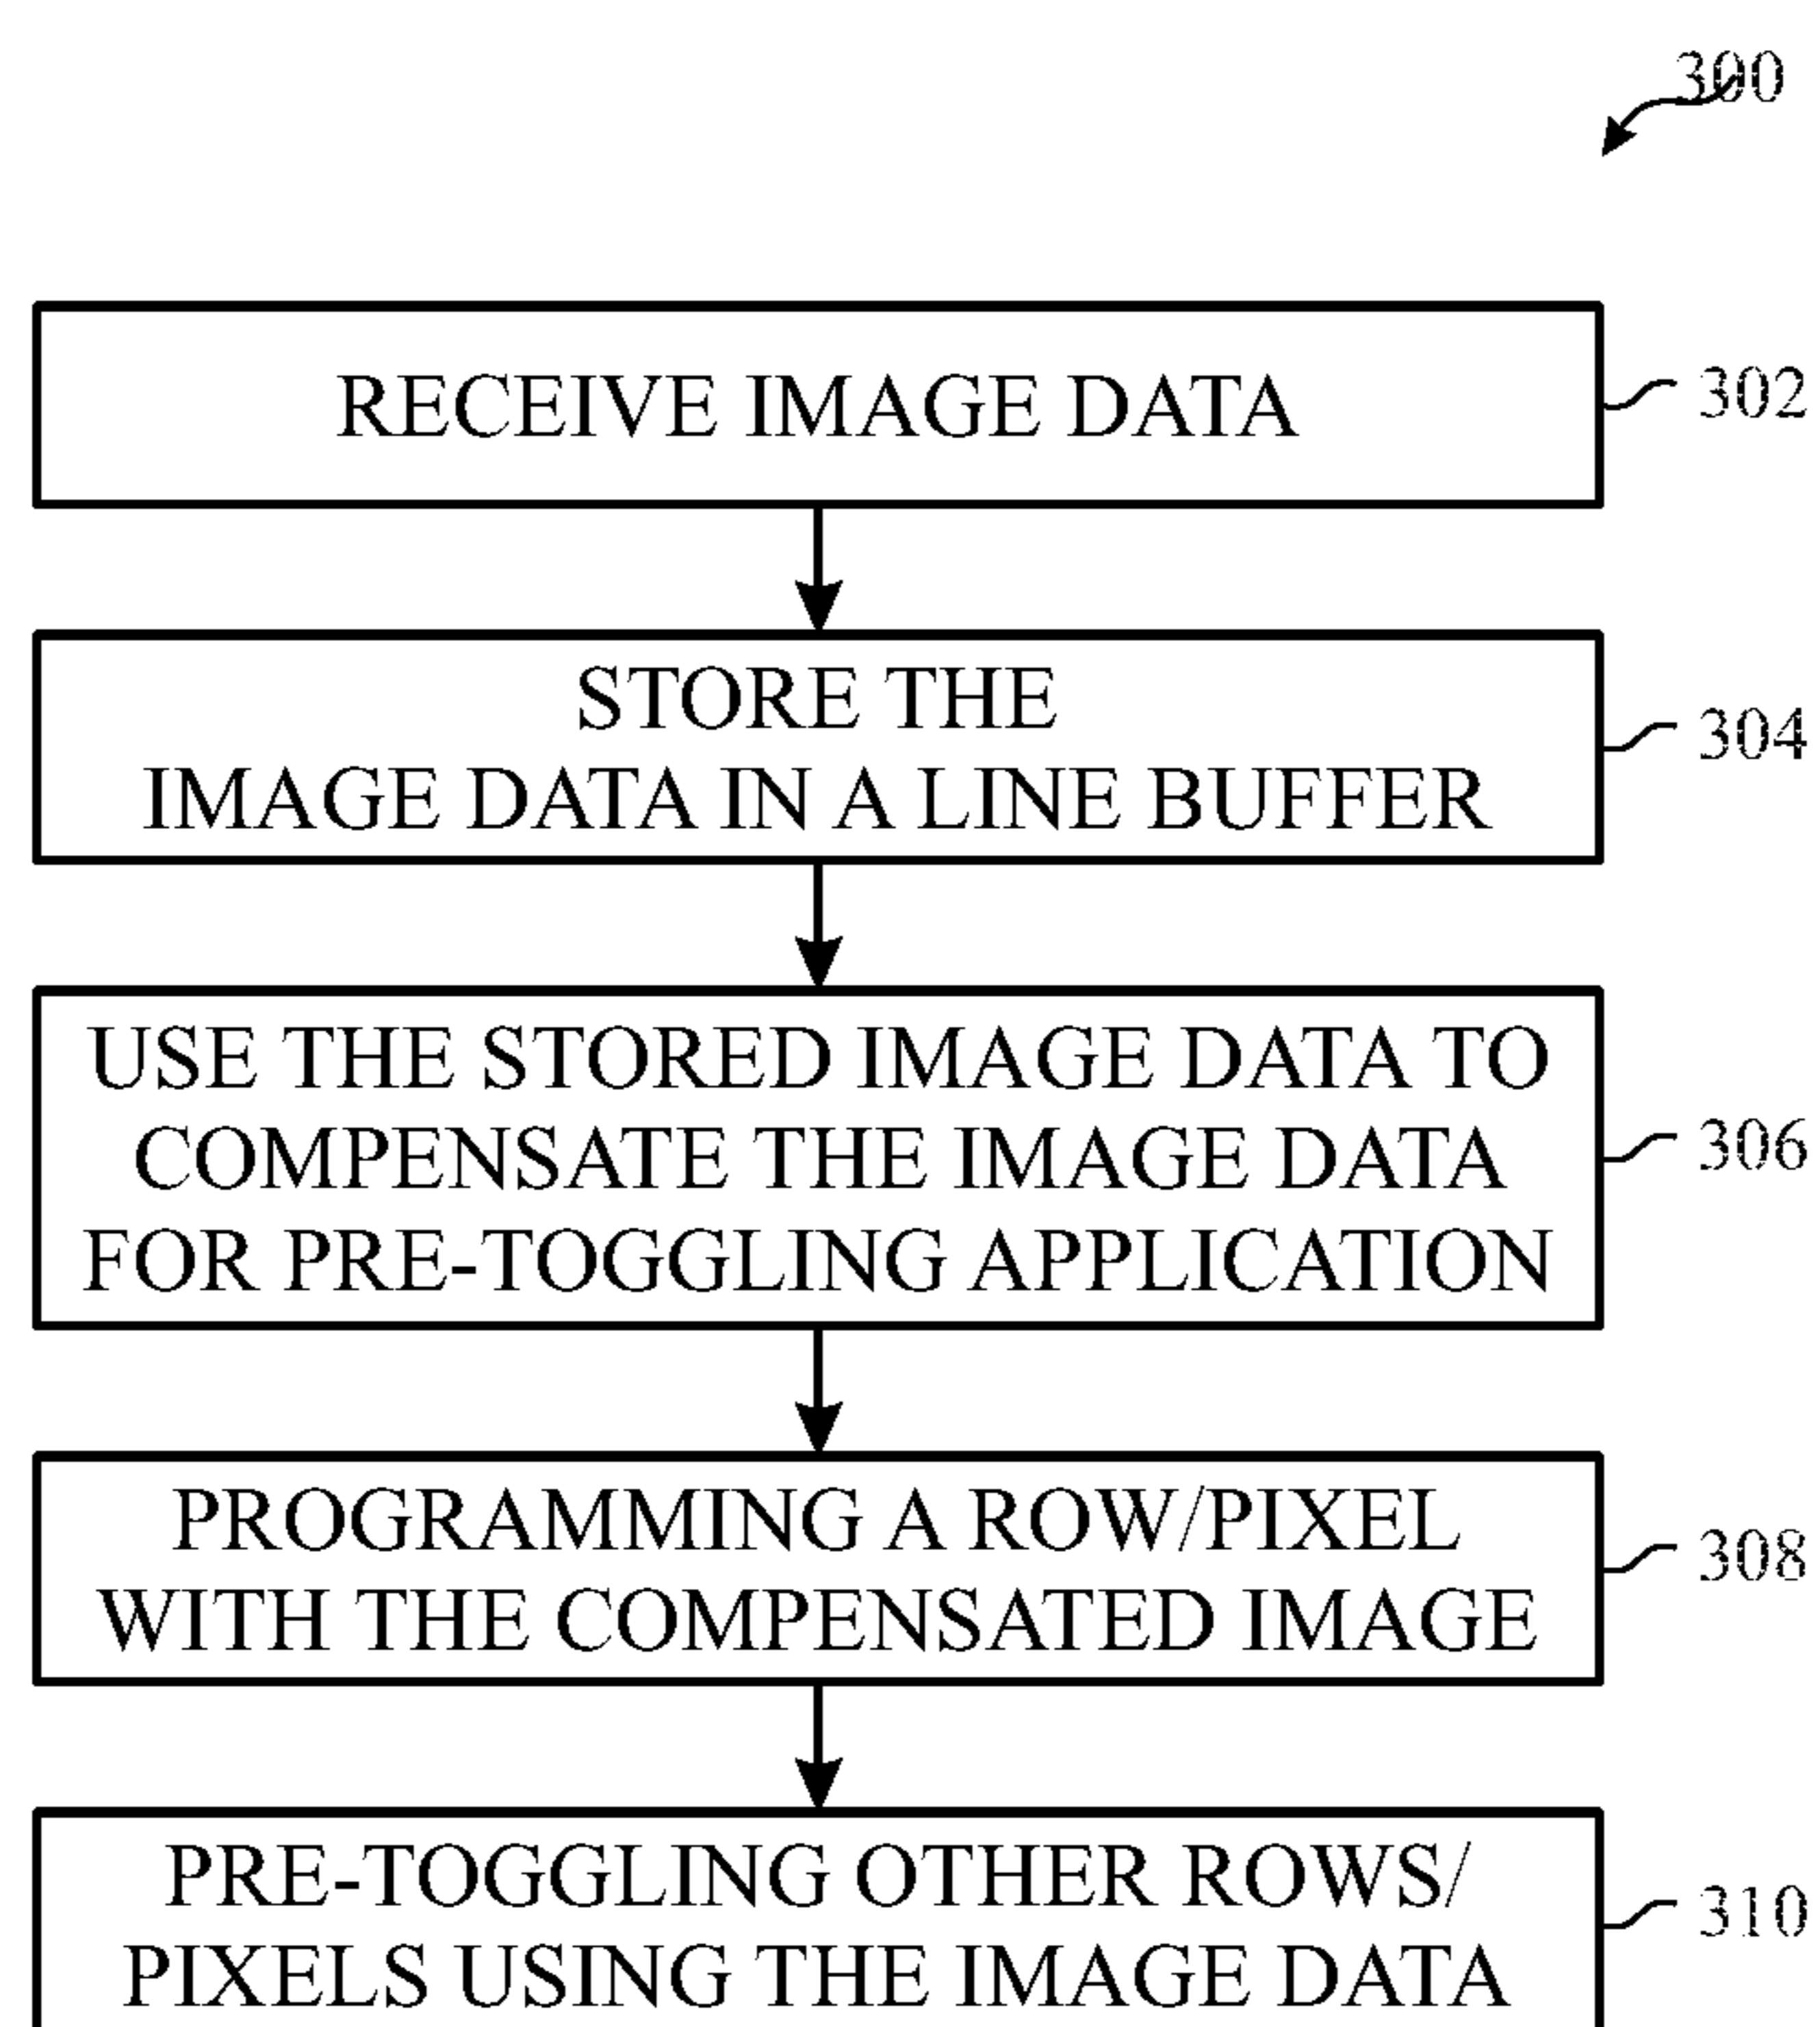 300
RECEIVE IMAGE DATA
302
STORE THE
IMAGE DATA IN A LINE BUFFER
304
USE THE STORED IMAGE DATA TO
COMPENSATE THE IMAGE DATA
FOR PRE-TOGGLING APPLICATION
306
PROGRAMMING A ROW/PIXEL
WITH THE COMPENSATED IMAGE
308
PRE-TOGGLING OTHER ROWS/
PIXELS USING THE IMAGE DATA
310